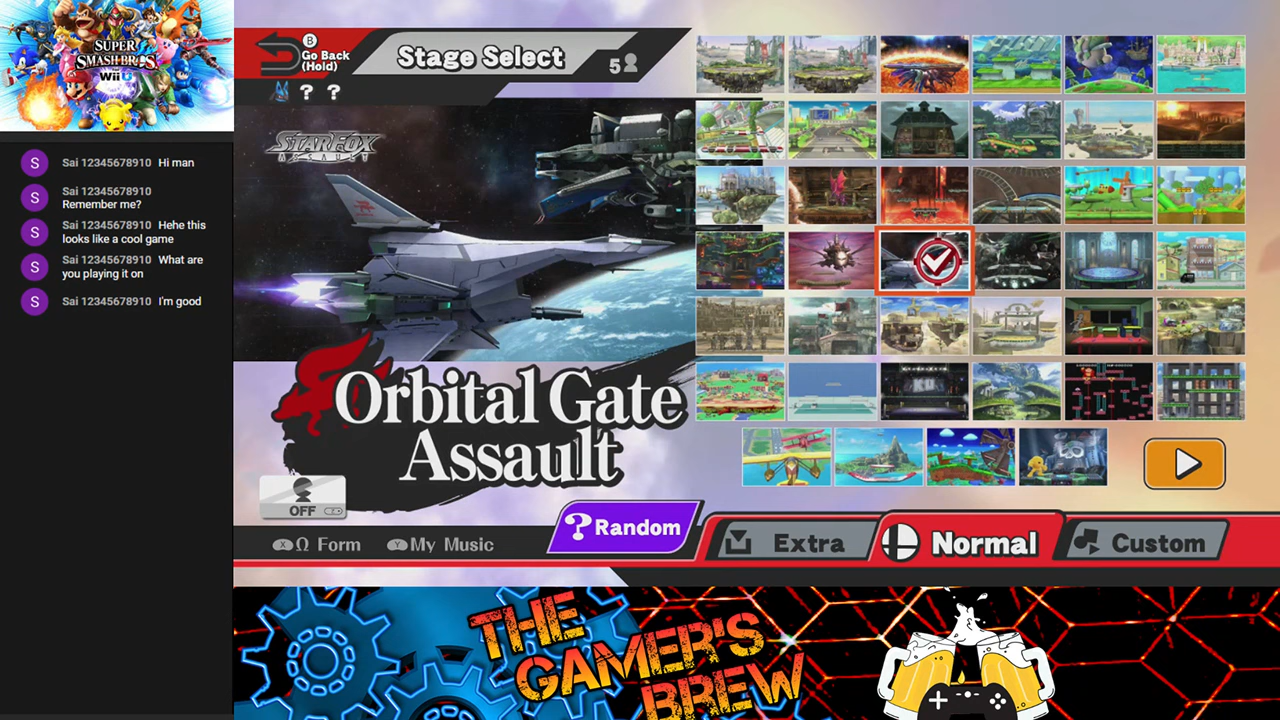 SUPER
SMASH BROS
Wii U
S
Sai 12345678910 Hi man
S
Sai 12345678910
Remember me?
S
Sai 12345678910 Hehe this
looks like a cool game
S
Sai 12345678910 What are
you playing it on
S
Sai 12345678910 I'm good
B
Go Back
(Hold)
Stage Select
5
? ?
STARFOX
ASSAULT
Orbital Gate
Assault
OFF
X Ω Form
Y My Music
? Random
Extra
Normal
Custom
THE
GAMER'S
BREW